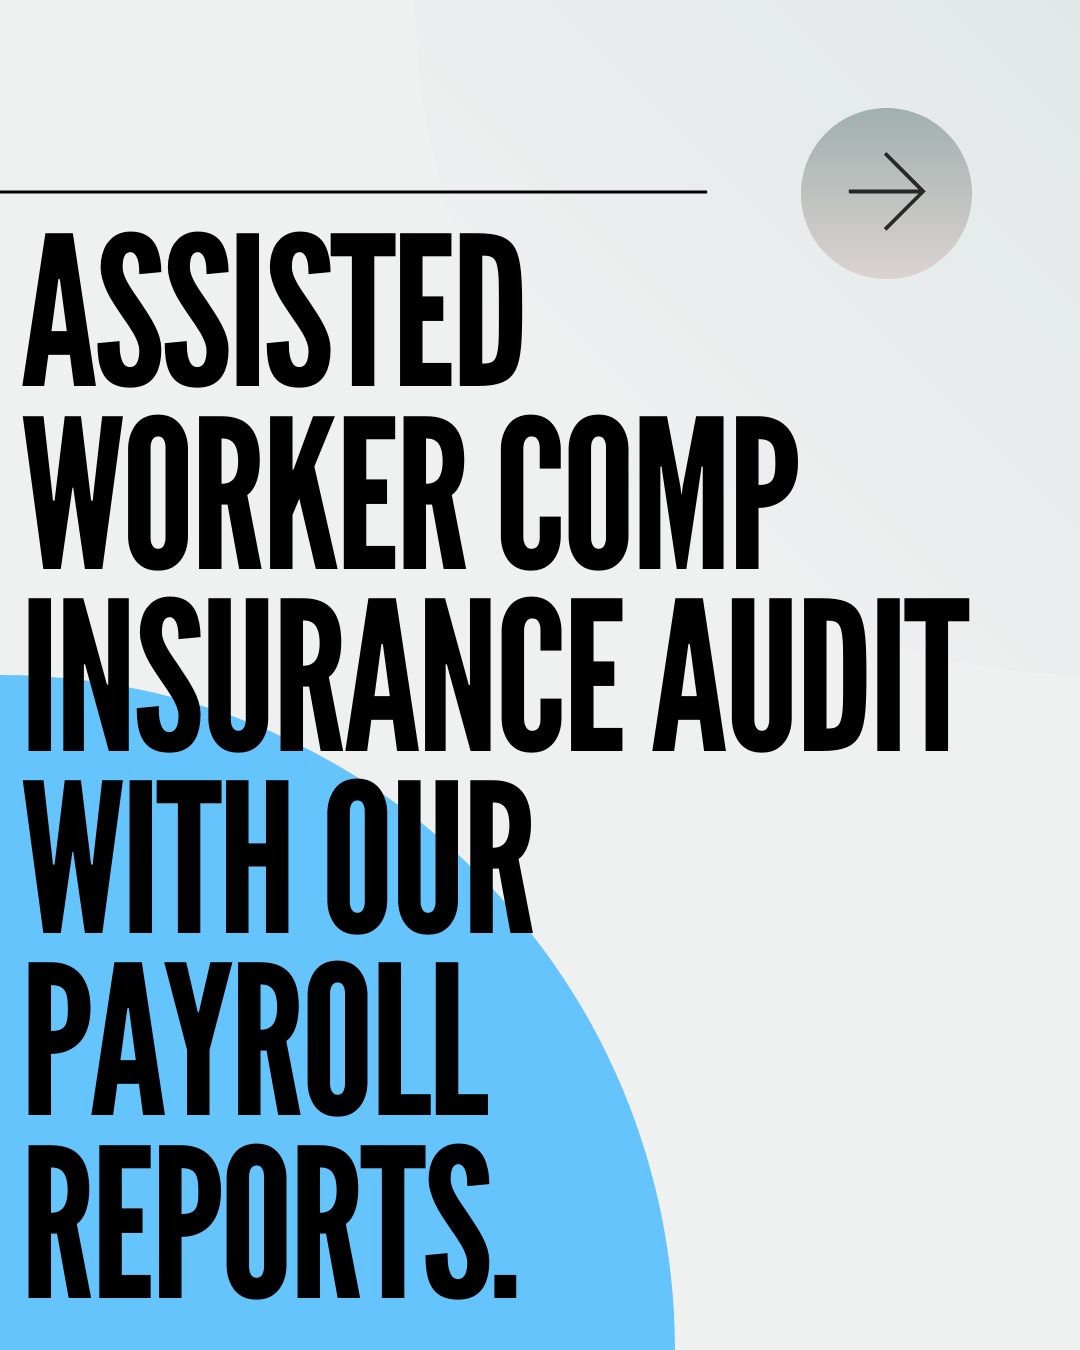 ASSISTED
WORKER COMP
INSURANCE AUDIT
WITH OUR
PAYROLL
REPORTS.